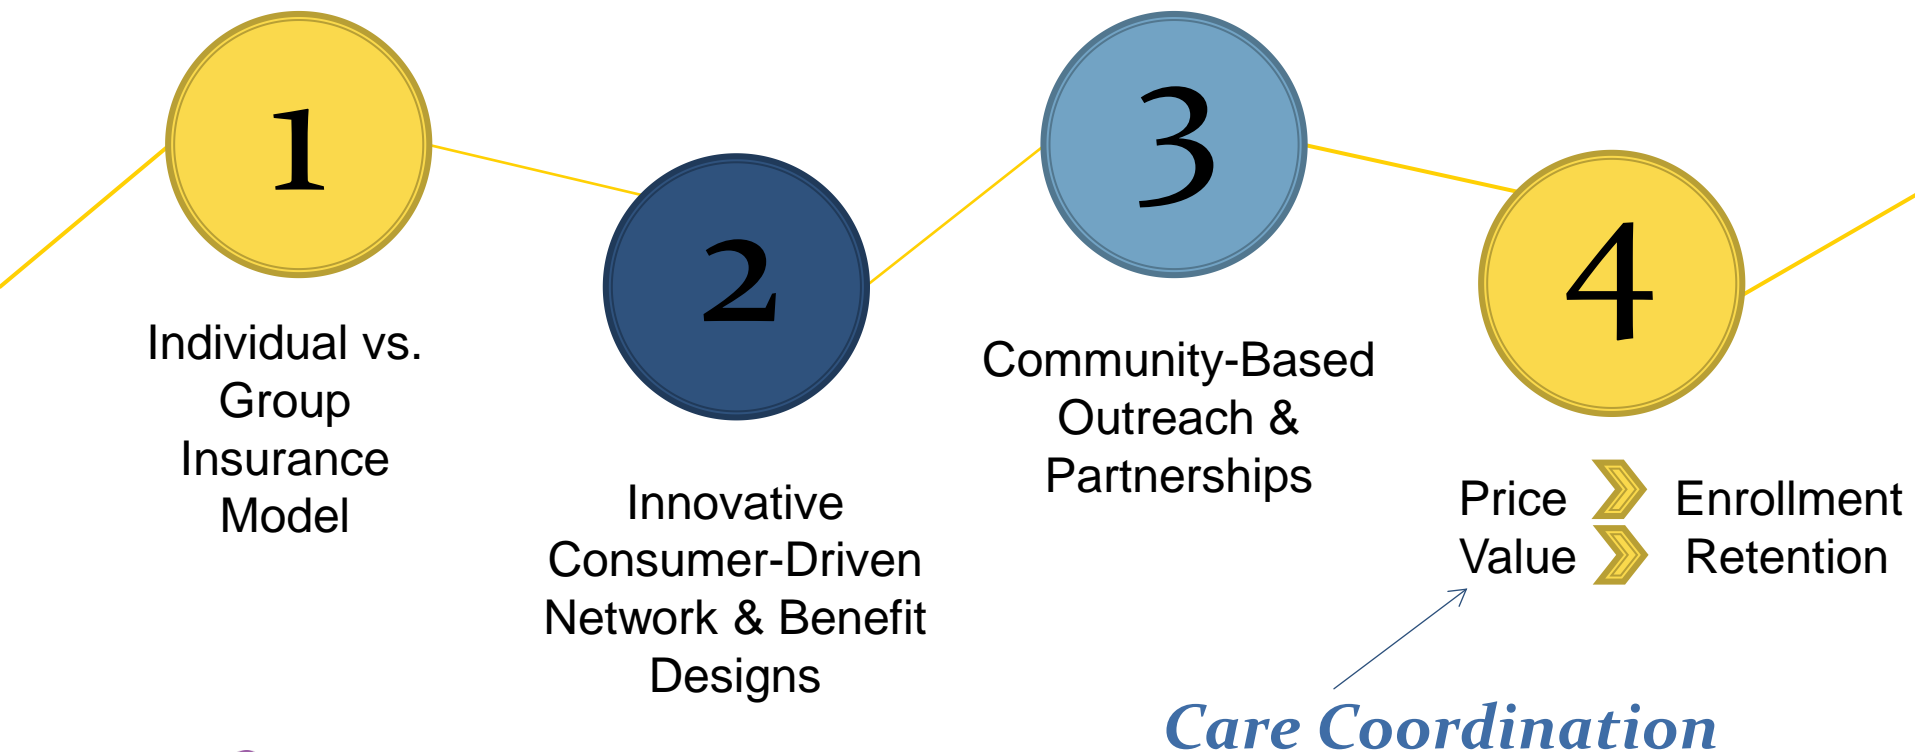 1
Individual vs.
Group
Insurance
Model
2
Innovative
Consumer-Driven
Network & Benefit
Designs
3
Community-Based
Outreach &
Partnerships
4
Price Enrollment
Value Retention
Care Coordination